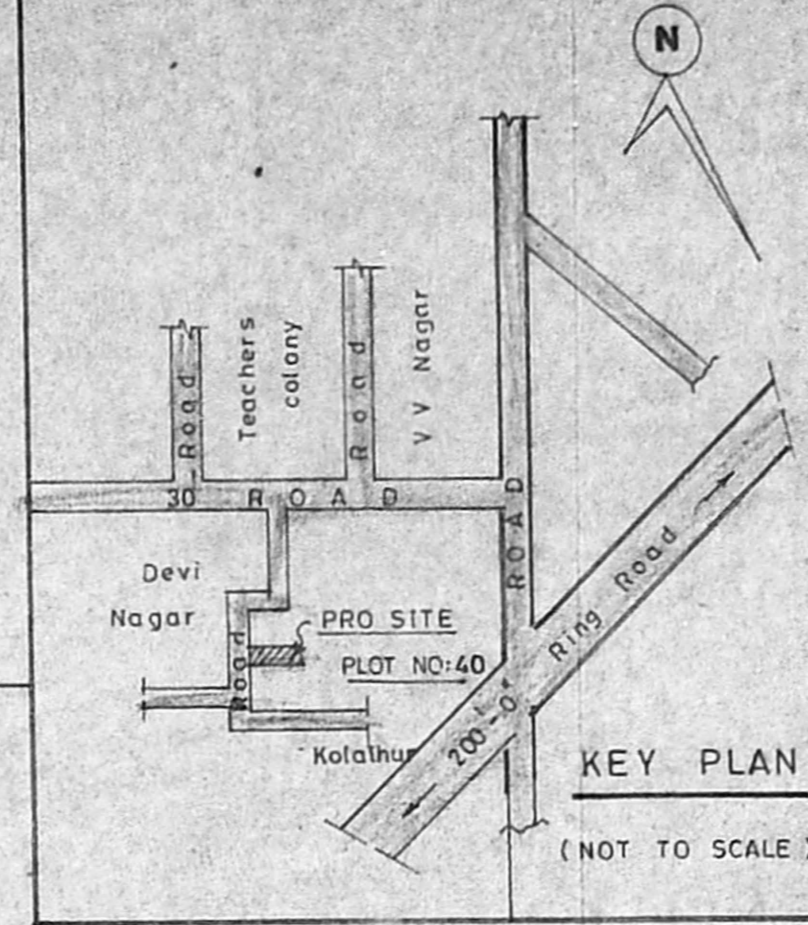 N
Teachers
colony
Road
Road
V V Nagar
30 ROAD
ROAD
Ring Road
Devi
Nagar
PRO SITE
Road
PLOT NO:40
200'-0"
Kolathur
KEY PLAN
(NOT TO SCALE)